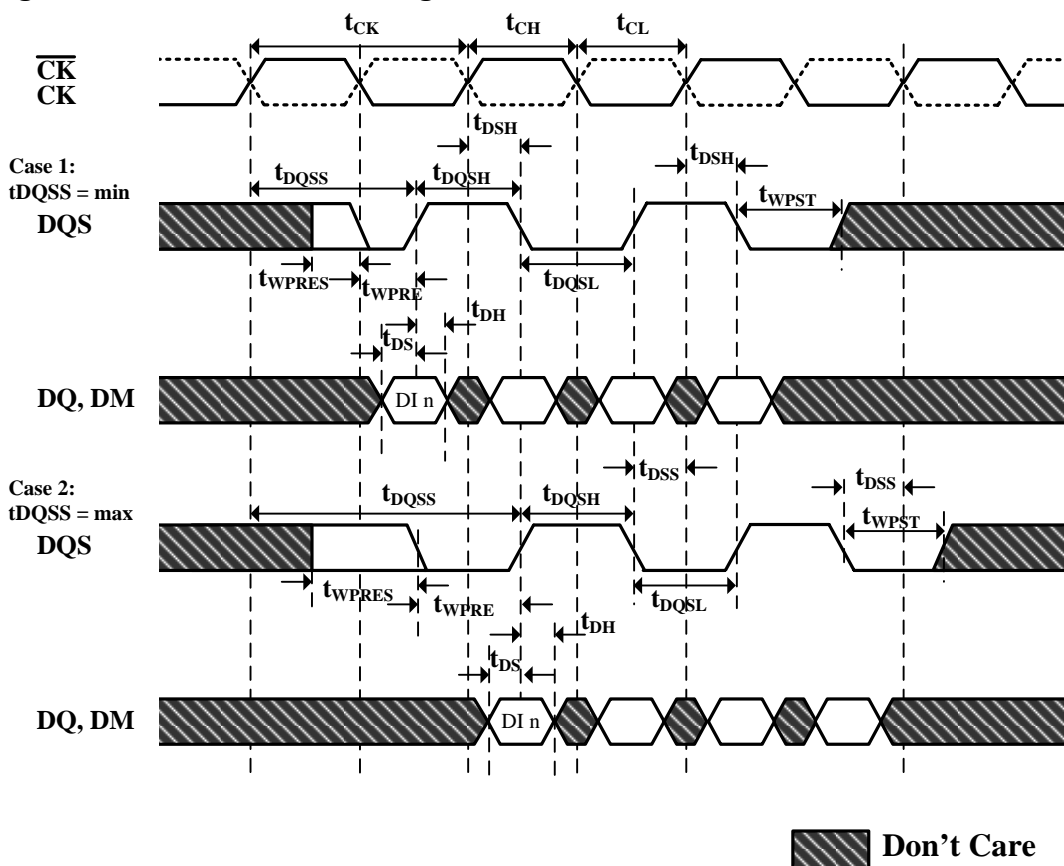 tCK tCH tCL
CK
CK
tDSH
Case 1:
tDQSS = min
DQS
tDQSS tDQSH tDSH tWPST
tWPRES tWPRE tDQSL
tDH
tDS
DQ, DM DI n
tDSS tDSS
Case 2:
tDQSS = max
DQS
tDQSS tDQSH tWPST
tWPRES tWPRE tDQSL
tDH
tDS
DQ, DM DI n
Don't Care